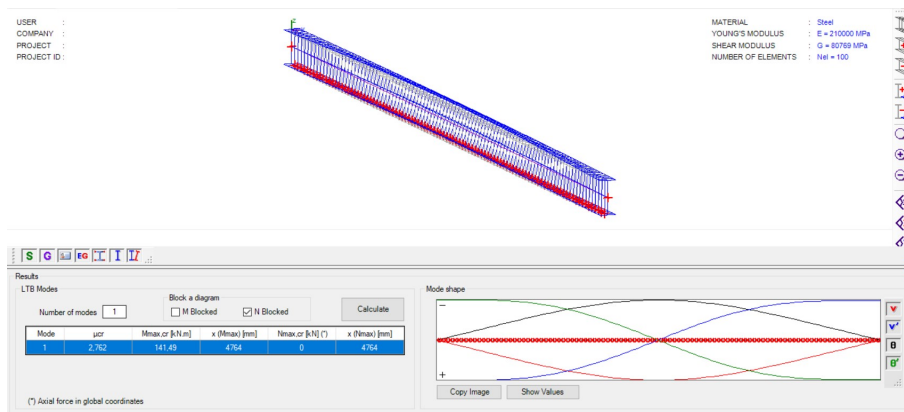 USER :
COMPANY :
PROJECT :
PROJECT ID :
z
MATERIAL : Steel
YOUNG'S MODULUS : E = 210000 MPa
SHEAR MODULUS : G = 80769 MPa
NUMBER OF ELEMENTS : Nel = 100
S G EG
Results
LTB Modes
Number of modes 1
Block a diagram
M Blocked N Blocked
Calculate
Mode µcr Mmax,cr [kN.m] x (Mmax) [mm] Nmax,cr [kN] (*) x (Nmax) [mm]
1 2,762 141,49 4764 0 4764
(*) Axial force in global coordinates
Mode shape
−
+
v
v'
θ
θ'
Copy Image Show Values